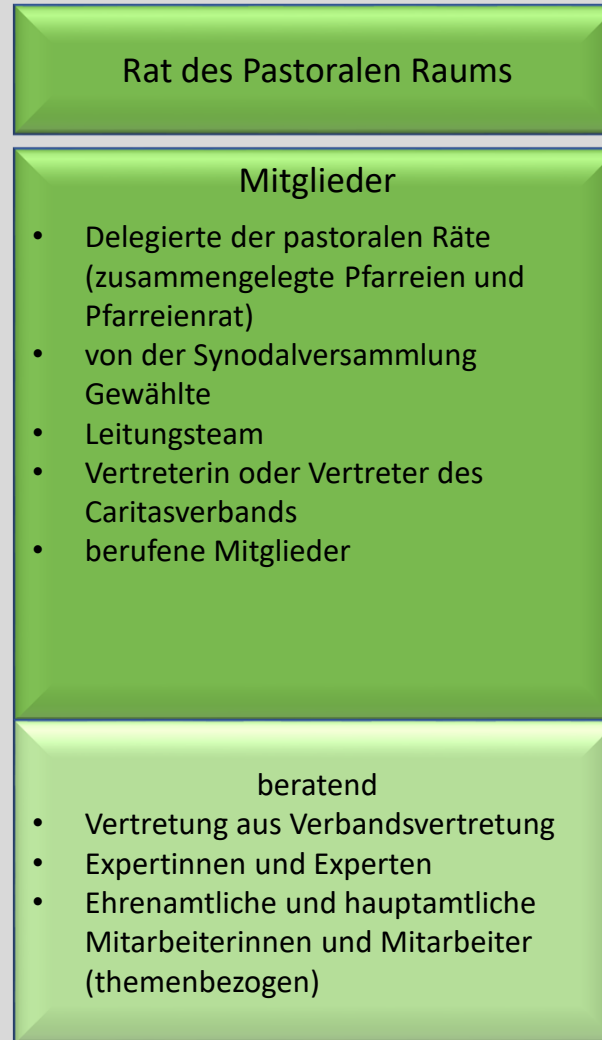 Rat des Pastoralen Raums
Mitglieder
• Delegierte der pastoralen Räte
(zusammengelegte Pfarreien und
Pfarreienrat)
• von der Synodalversammlung
Gewählte
• Leitungsteam
• Vertreterin oder Vertreter des
Caritasverbands
• berufene Mitglieder
beratend
• Vertretung aus Verbandsvertretung
• Expertinnen und Experten
• Ehrenamtliche und hauptamtliche
Mitarbeiterinnen und Mitarbeiter
(themenbezogen)